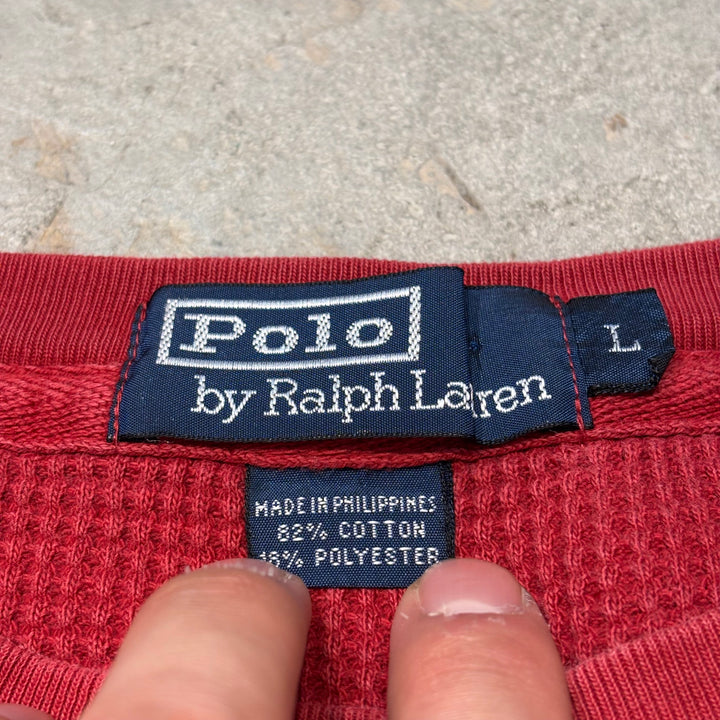 Polo
by Ralph Lauren
L
MADE IN PHILIPPINES
82% COTTON
18% POLYESTER